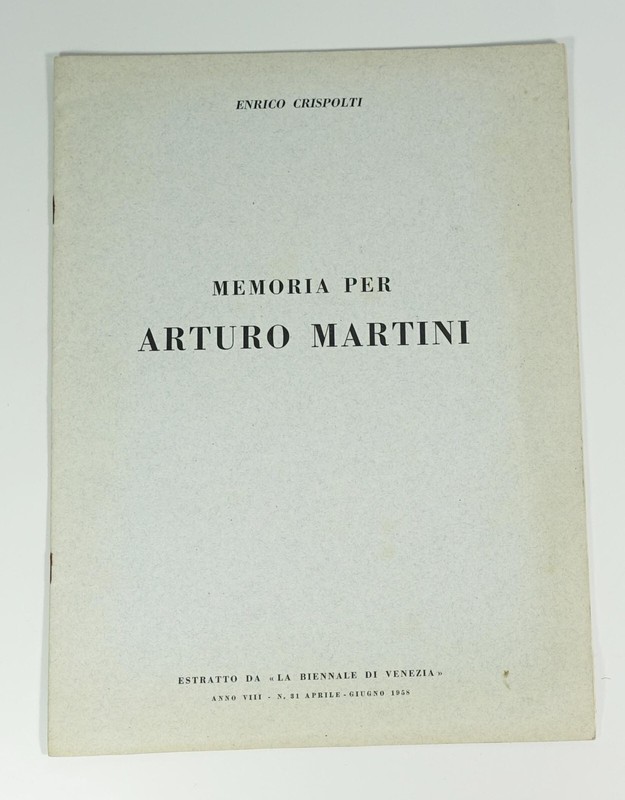 ENRICO CRISPOLTI
MEMORIA PER
ARTURO MARTINI
ESTRATTO DA «LA BIENNALE DI VENEZIA»
ANNO VIII - N. 31 APRILE - GIUGNO 1958